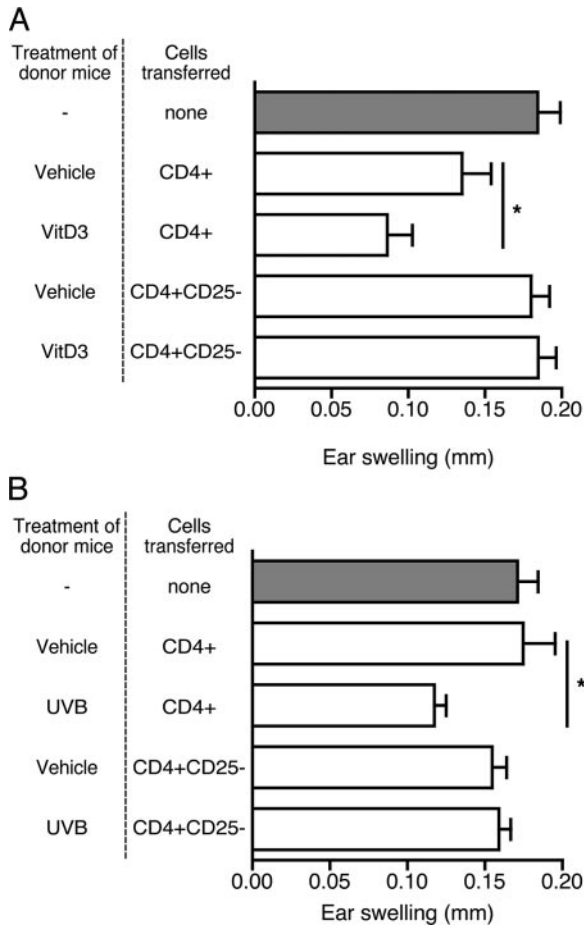 A
Treatment of donor mice
Cells transferred
- none
Vehicle CD4+
VitD3 CD4+
*
Vehicle CD4+CD25-
VitD3 CD4+CD25-
0.00 0.05 0.10 0.15 0.20
Ear swelling (mm)
B
Treatment of donor mice
Cells transferred
- none
Vehicle CD4+
UVB CD4+
*
Vehicle CD4+CD25-
UVB CD4+CD25-
0.00 0.05 0.10 0.15 0.20
Ear swelling (mm)